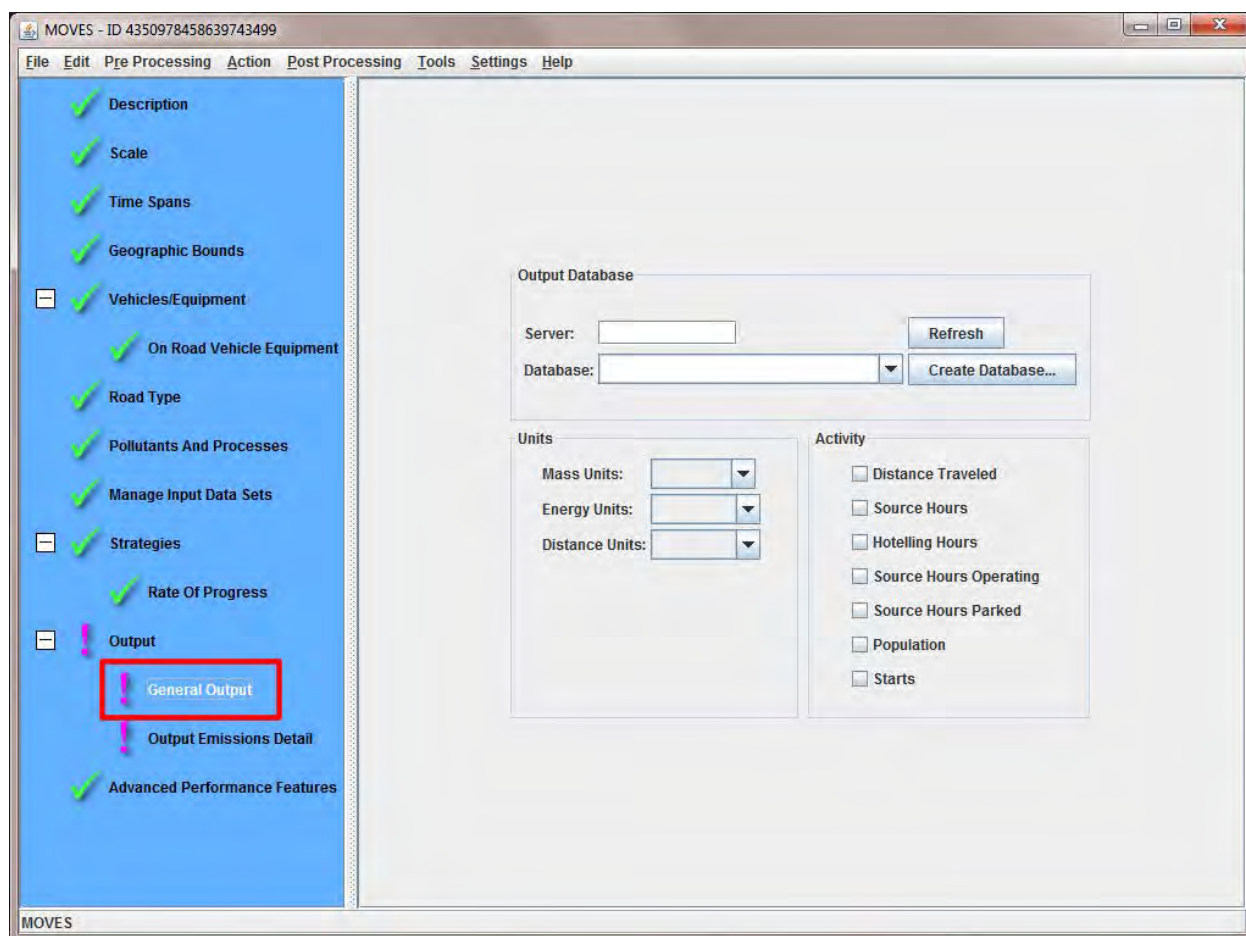 MOVES - ID 4350978458639743499
File Edit Pre Processing Action Post Processing Tools Settings Help
Description
Scale
Time Spans
Geographic Bounds
Vehicles/Equipment
On Road Vehicle Equipment
Road Type
Pollutants And Processes
Manage Input Data Sets
Strategies
Rate Of Progress
Output
General Output
Output Emissions Detail
Advanced Performance Features
Output Database
Server:
Refresh
Database:
Create Database...
Units
Mass Units:
Energy Units:
Distance Units:
Activity
Distance Traveled
Source Hours
Hotelling Hours
Source Hours Operating
Source Hours Parked
Population
Starts
MOVES